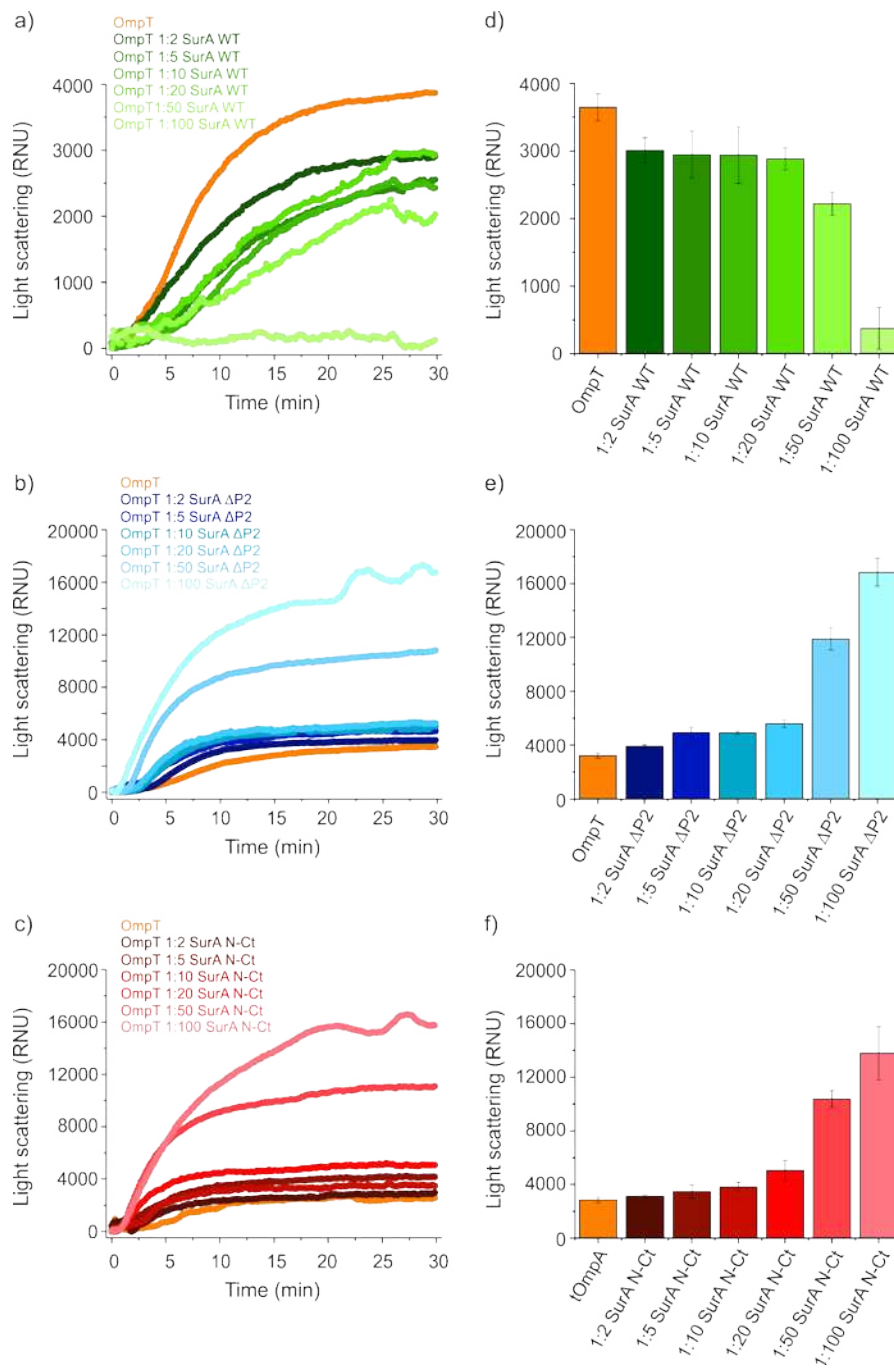 a)
OmpT
OmpT 1:2 SurA WT
OmpT 1:5 SurA WT
OmpT 1:10 SurA WT
OmpT 1:20 SurA WT
OmpT1:50 SurA WT
OmpT 1:100 SurA WT
Light scattering (RNU)
4000
3000
2000
1000
0
0 5 10 15 20 25 30
Time (min)
d)
Light scattering (RNU)
4000
3000
2000
1000
0
OmpT
1:2 SurA WT
1:5 SurA WT
1:10 SurA WT
1:20 SurA WT
1:50 SurA WT
1:100 SurA WT
b)
OmpT
OmpT 1:2 SurA ΔP2
OmpT 1:5 SurA ΔP2
OmpT 1:10 SurA ΔP2
OmpT 1:20 SurA ΔP2
OmpT 1:50 SurA ΔP2
OmpT 1:100 SurA ΔP2
Light scattering (RNU)
20000
16000
12000
8000
4000
0
0 5 10 15 20 25 30
Time (min)
e)
Light scattering (RNU)
20000
16000
12000
8000
4000
0
OmpT
1:2 SurA ΔP2
1:5 SurA ΔP2
1:10 SurA ΔP2
1:20 SurA ΔP2
1:50 SurA ΔP2
1:100 SurA ΔP2
c)
OmpT
OmpT 1:2 SurA N-Ct
OmpT 1:5 SurA N-Ct
OmpT 1:10 SurA N-Ct
OmpT 1:20 SurA N-Ct
OmpT 1:50 SurA N-Ct
OmpT 1:100 SurA N-Ct
Light scattering (RNU)
20000
16000
12000
8000
4000
0
0 5 10 15 20 25 30
Time (min)
f)
Light scattering (RNU)
20000
16000
12000
8000
4000
0
tOmpA
1:2 SurA N-Ct
1:5 SurA N-Ct
1:10 SurA N-Ct
1:20 SurA N-Ct
1:50 SurA N-Ct
1:100 SurA N-Ct